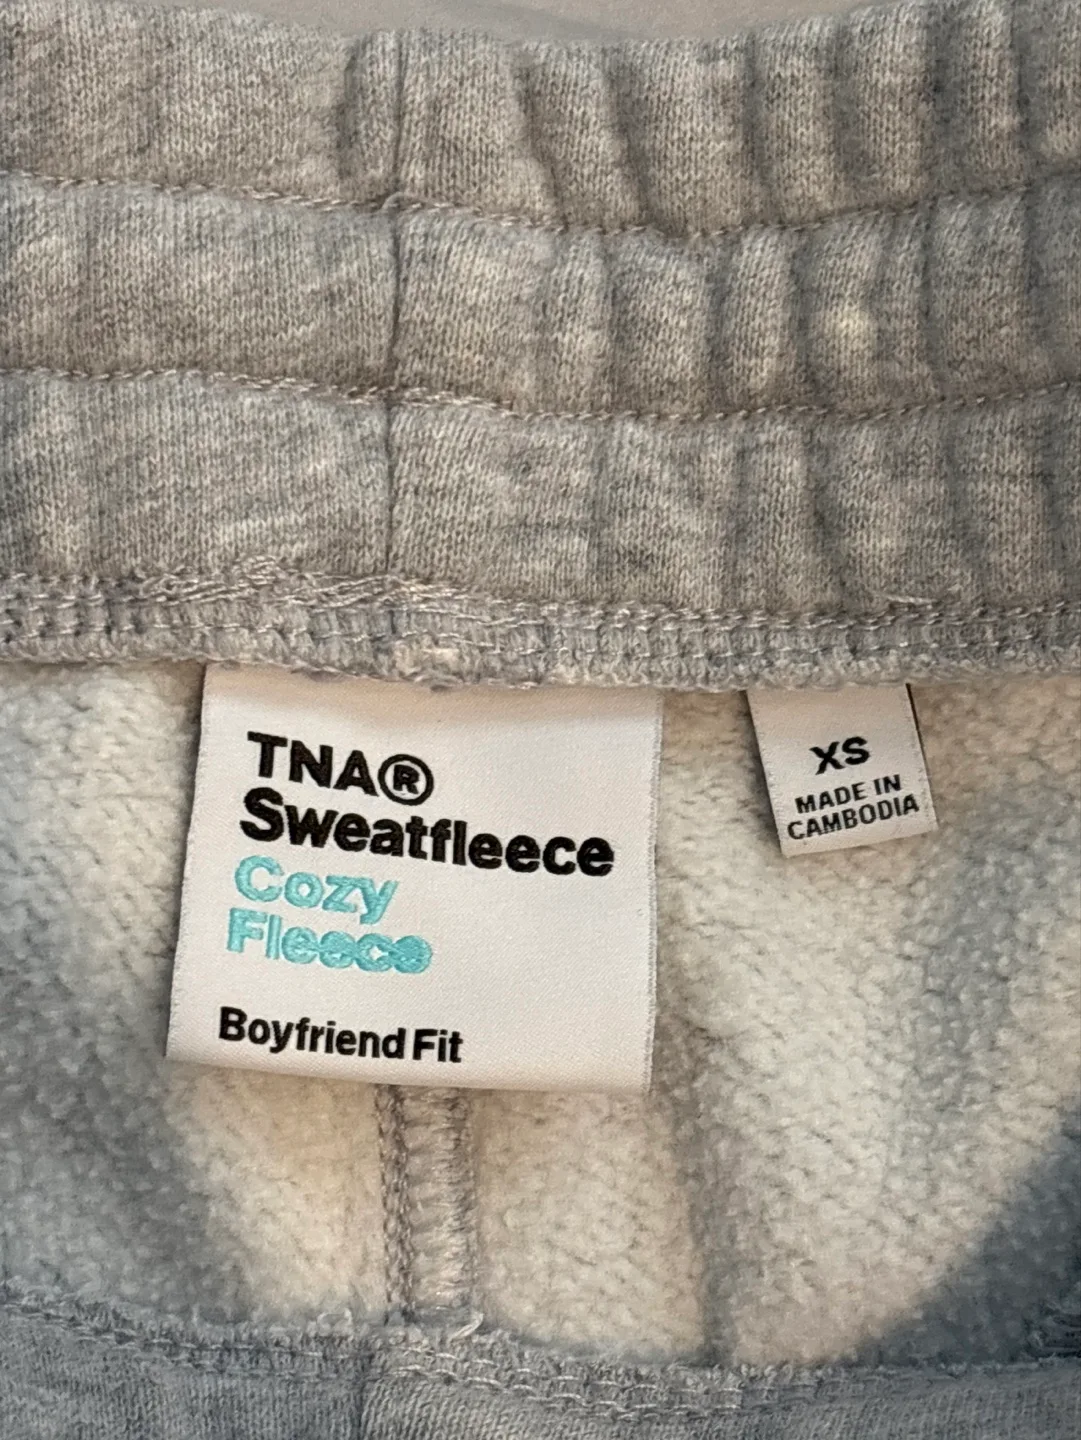 TNA®
Sweatfleece
Cozy
Fleece
Boyfriend Fit
XS
MADE IN
CAMBODIA